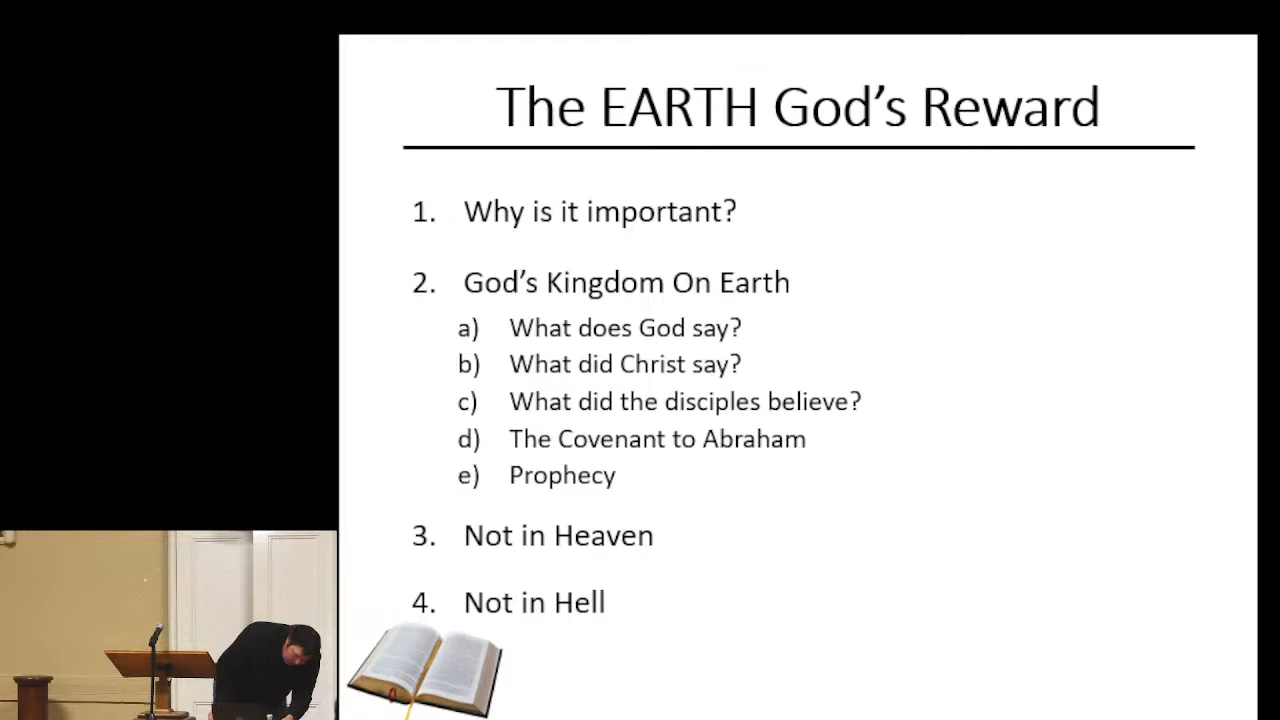 The EARTH God's Reward
1. Why is it important?
2. God's Kingdom On Earth
a) What does God say?
b) What did Christ say?
c) What did the disciples believe?
d) The Covenant to Abraham
e) Prophecy
3. Not in Heaven
4. Not in Hell